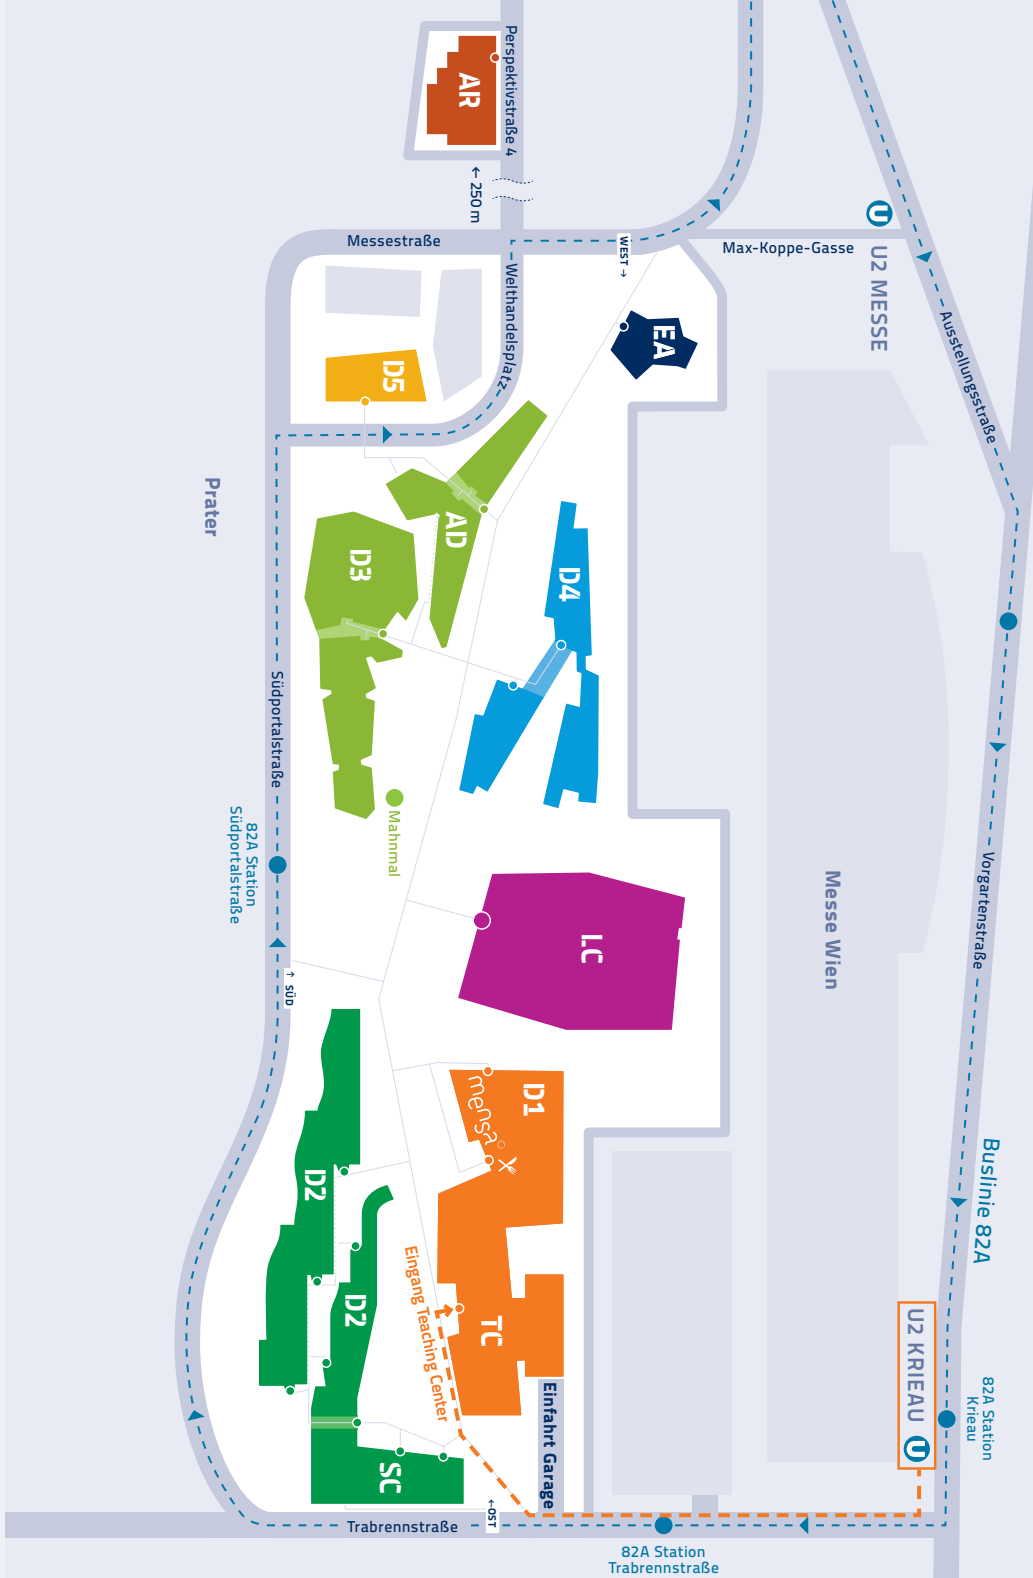 Perspektivstraße 4
AR
← 250 m
Messestraße
WEST →
Max-Koppe-Gasse
U
U2 MESSE
Welthandelsplatz
EA
Ausstellungsstraße
D5
Prater
AD
D3
D4
Südportalstraße
82A Station
Südportalstraße
Mahnmal
Messe Wien
Vorgartenstraße
LC
← SÜD
D1
mensa
D2
D2
Buslinie 82A
Eingang Teaching Center
TC
U2 KRIEAU
U
82A Station
Krieau
Einfahrt Garage
SC
←OST
Trabrennstraße
82A Station
Trabrennstraße